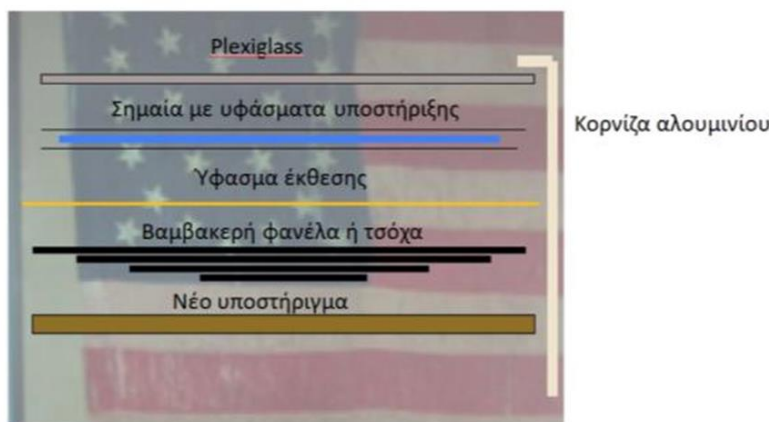 Plexiglass
Σημαία με υφάσματα υποστήριξης
Κορνίζα αλουμινίου
Ύφασμα έκθεσης
Βαμβακερή φανέλα ή τσόχα
Νέο υποστήριγμα